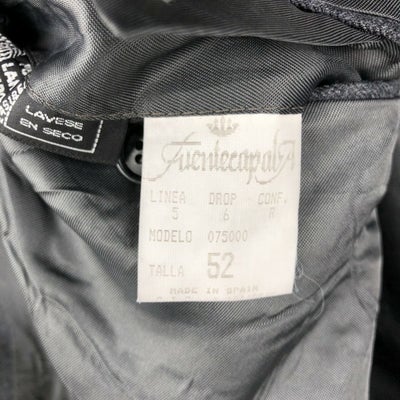 LAVESE
EN SECO
Fuentecapala
LINEA DROP CONF.
5 6 R
MODELO 075000
TALLA 52
MADE IN SPAIN